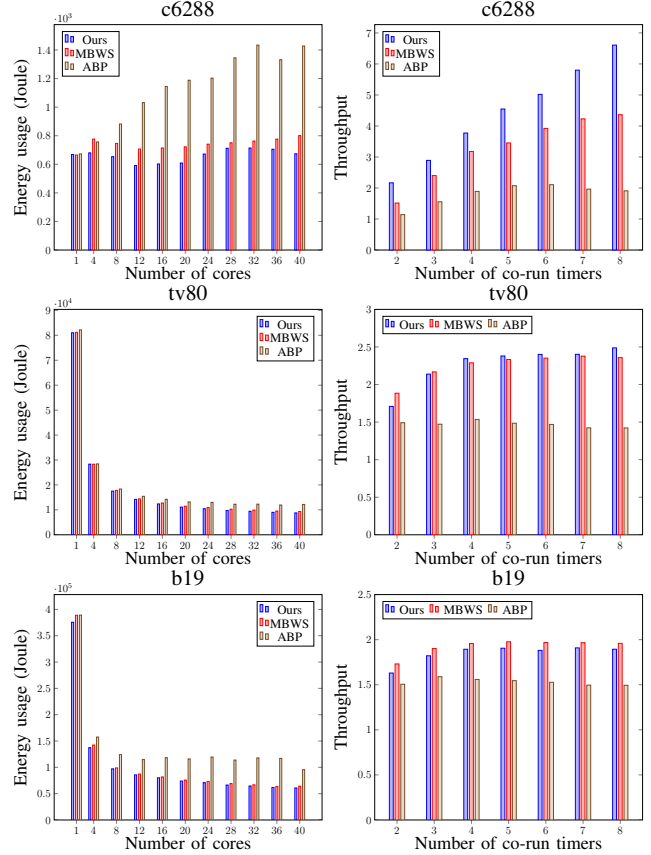 c6288
·10³
Energy usage (Joule)
1.4
1.2
1
0.8
0.6
0.4
0.2
0
Ours
MBWS
ABP
1 4 8 12 16 20 24 28 32 36 40
Number of cores
c6288
Throughput
7
6
5
4
3
2
1
0
Ours
MBWS
ABP
2 3 4 5 6 7 8
Number of co-run timers
tv80
·10⁴
Energy usage (Joule)
9
8
7
6
5
4
3
2
1
0
Ours
MBWS
ABP
1 4 8 12 16 20 24 28 32 36 40
Number of cores
tv80
Throughput
3
2.5
2
1.5
1
0.5
0
Ours MBWS ABP
2 3 4 5 6 7 8
Number of co-run timers
b19
·10⁵
Energy usage (Joule)
4
3.5
3
2.5
2
1.5
1
0.5
0
Ours
MBWS
ABP
1 4 8 12 16 20 24 28 32 36 40
Number of cores
b19
Throughput
2.5
2
1.5
1
0.5
0
Ours MBWS ABP
2 3 4 5 6 7 8
Number of co-run timers